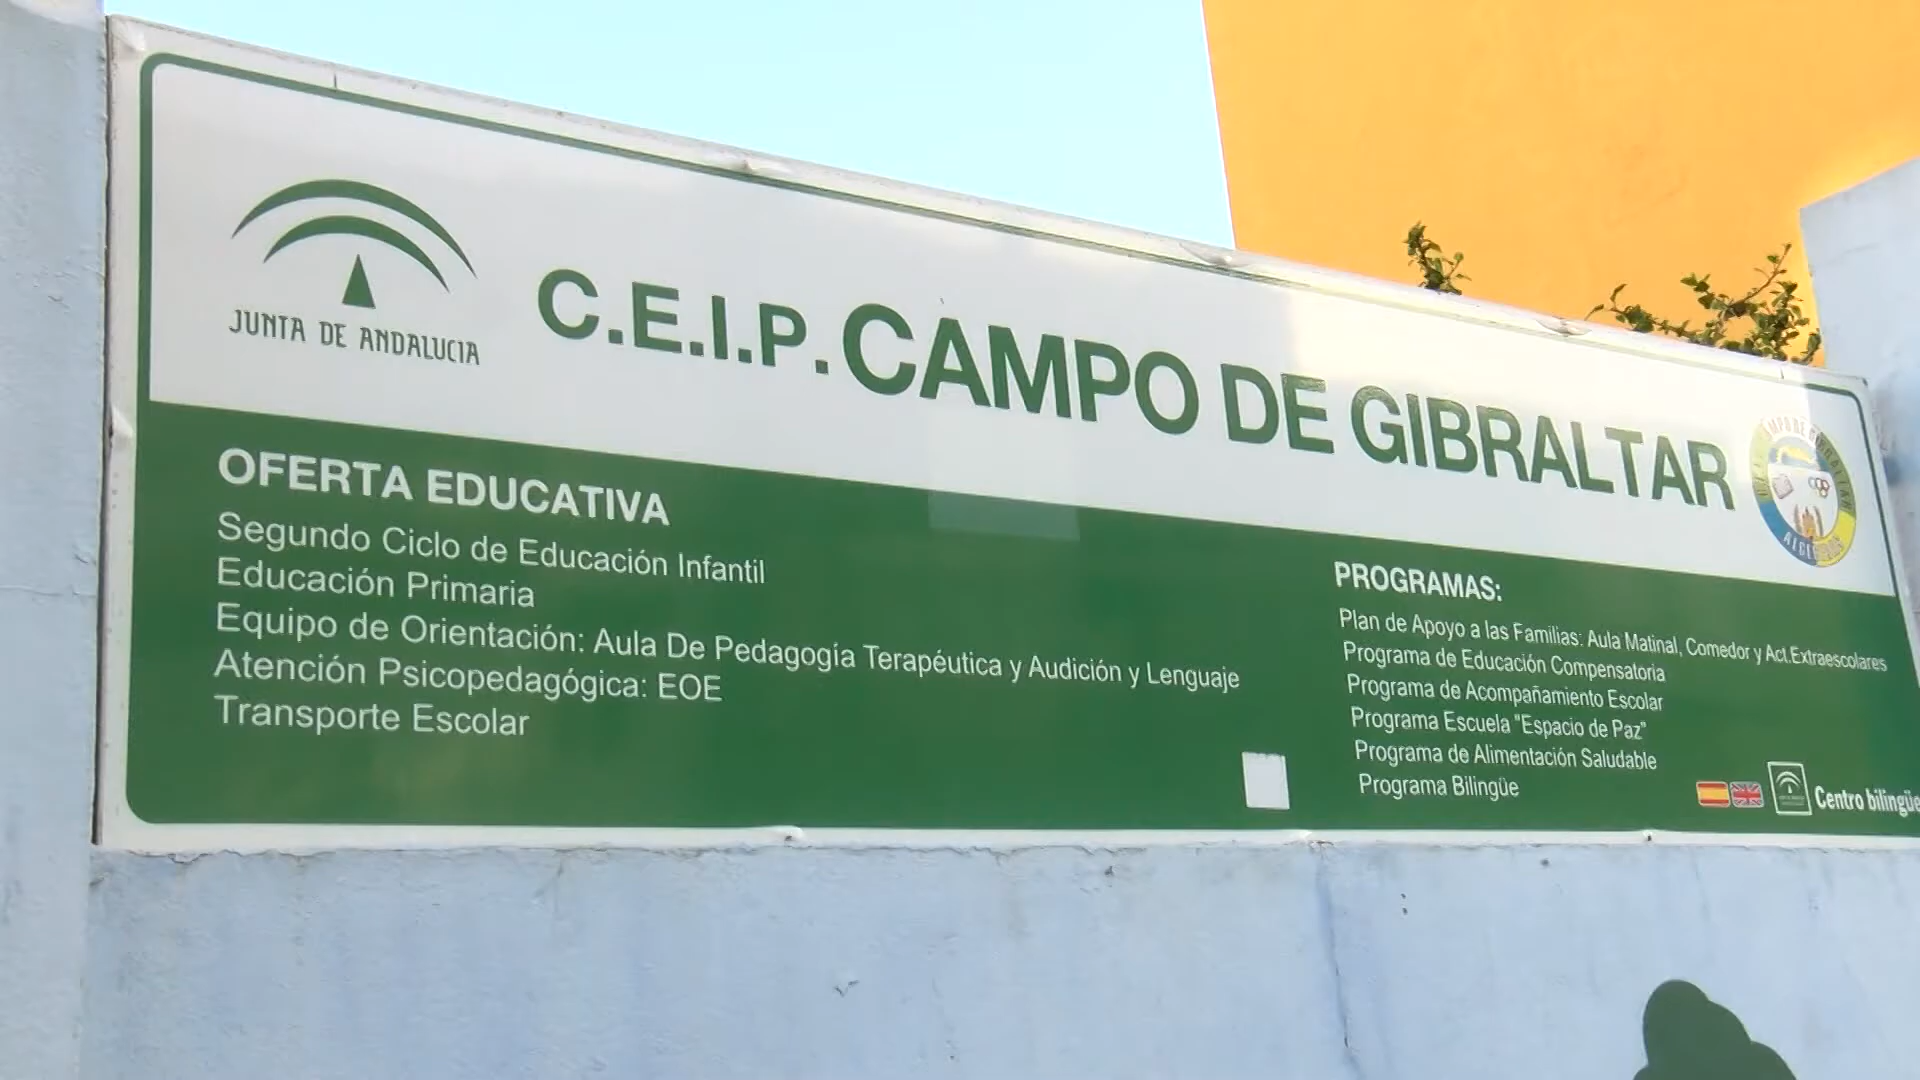 JUNTA DE ANDALUCIA
C.E.I.P. CAMPO DE GIBRALTAR
OFERTA EDUCATIVA
Segundo Ciclo de Educación Infantil
Educación Primaria
Equipo de Orientación: Aula De Pedagogía Terapéutica y Audición y Lenguaje
Atención Psicopedagógica: EOE
Transporte Escolar
PROGRAMAS:
Plan de Apoyo a las Familias: Aula Matinal, Comedor y Act.Extraescolares
Programa de Educación Compensatoria
Programa de Acompañamiento Escolar
Programa Escuela "Espacio de Paz"
Programa de Alimentación Saludable
Programa Bilingüe
Centro bilingüe